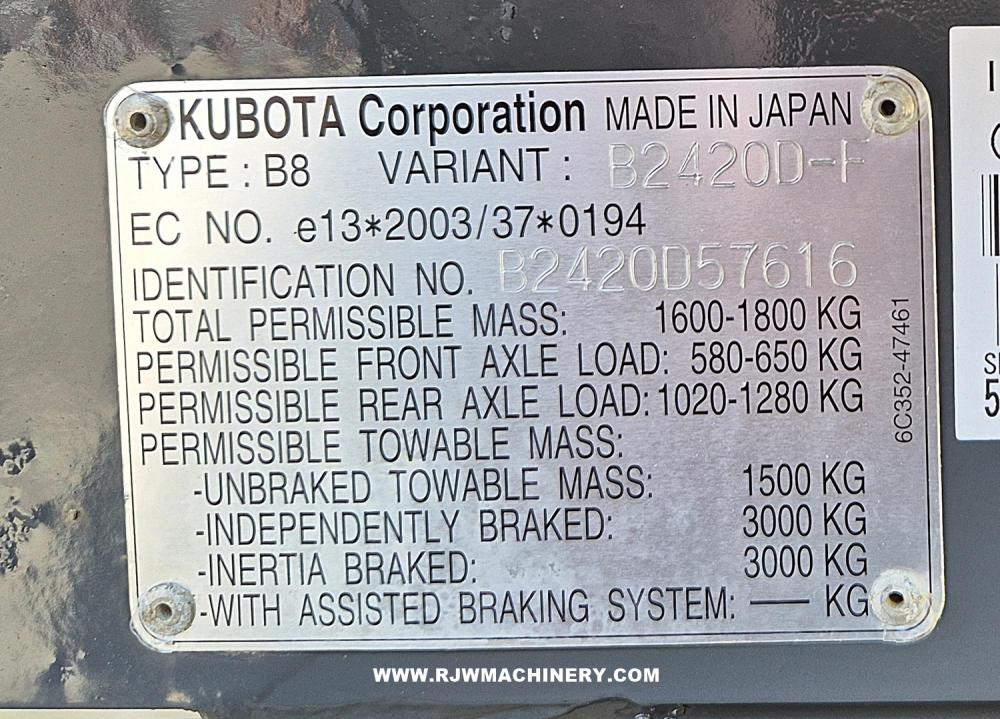 KUBOTA Corporation MADE IN JAPAN
TYPE : B8 VARIANT : B2420D-F
EC NO. e13*2003/37*0194
IDENTIFICATION NO. B2420D57616
TOTAL PERMISSIBLE MASS: 1600-1800 KG
PERMISSIBLE FRONT AXLE LOAD: 580-650 KG
PERMISSIBLE REAR AXLE LOAD: 1020-1280 KG
PERMISSIBLE TOWABLE MASS:
-UNBRAKED TOWABLE MASS: 1500 KG
-INDEPENDENTLY BRAKED: 3000 KG
-INERTIA BRAKED: 3000 KG
-WITH ASSISTED BRAKING SYSTEM: — KG
6C352-47461
WWW.RJWMACHINERY.COM